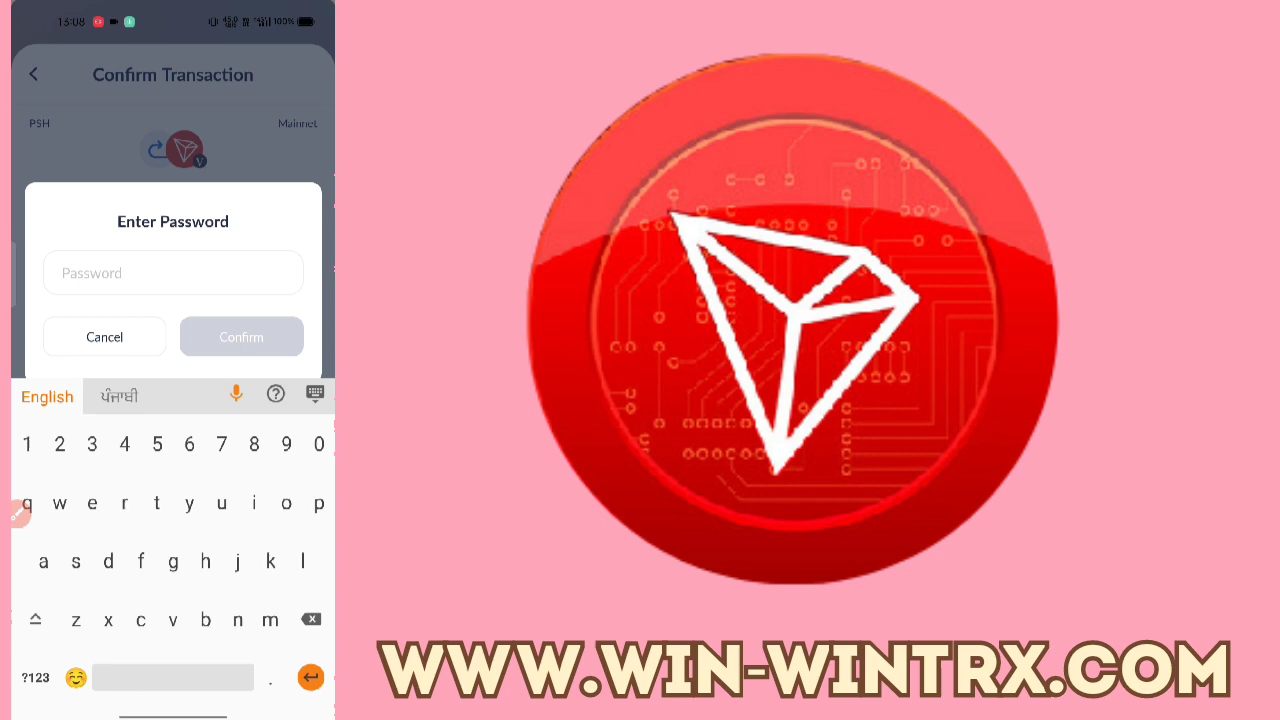 13:08
100%
Confirm Transaction
PSH
Mainnet
V
Enter Password
Password
Cancel
Confirm
English
ਪੰਜਾਬੀ
1 2 3 4 5 6 7 8 9 0
q w e r t y u i o p
a s d f g h j k l
z x c v b n m
?123
.
WWW.WIN-WINTRX.COM